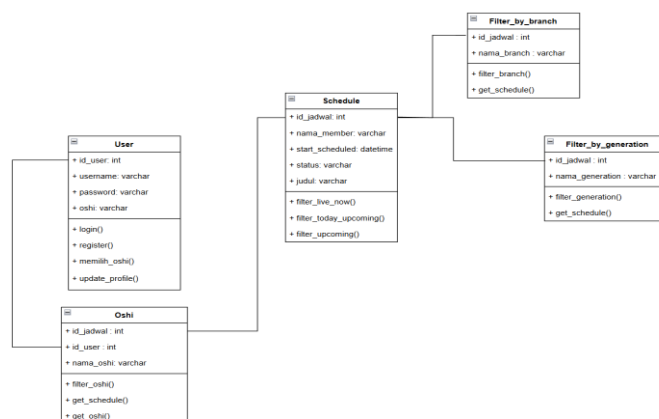 Filter_by_branch
+ id_jadwal : int
+ nama_branch : varchar
+ filter_branch()
+ get_schedule()
Schedule
+ id_jadwal: int
+ nama_member: varchar
+ start_scheduled: datetime
+ status: varchar
+ judul: varchar
+ filter_live_now()
+ filter_today_upcoming()
+ filter_upcoming()
Filter_by_generation
+ id_jadwal : int
+ nama_generation : varchar
+ filter_generation()
+ get_schedule()
User
+ id_user: int
+ username: varchar
+ password: varchar
+ oshi: varchar
+ login()
+ register()
+ memilih_oshi()
+ update_profile()
Oshi
+ id_jadwal : int
+ id_user : int
+ nama_oshi: varchar
+ filter_oshi()
+ get_schedule()
+ get_oshi()